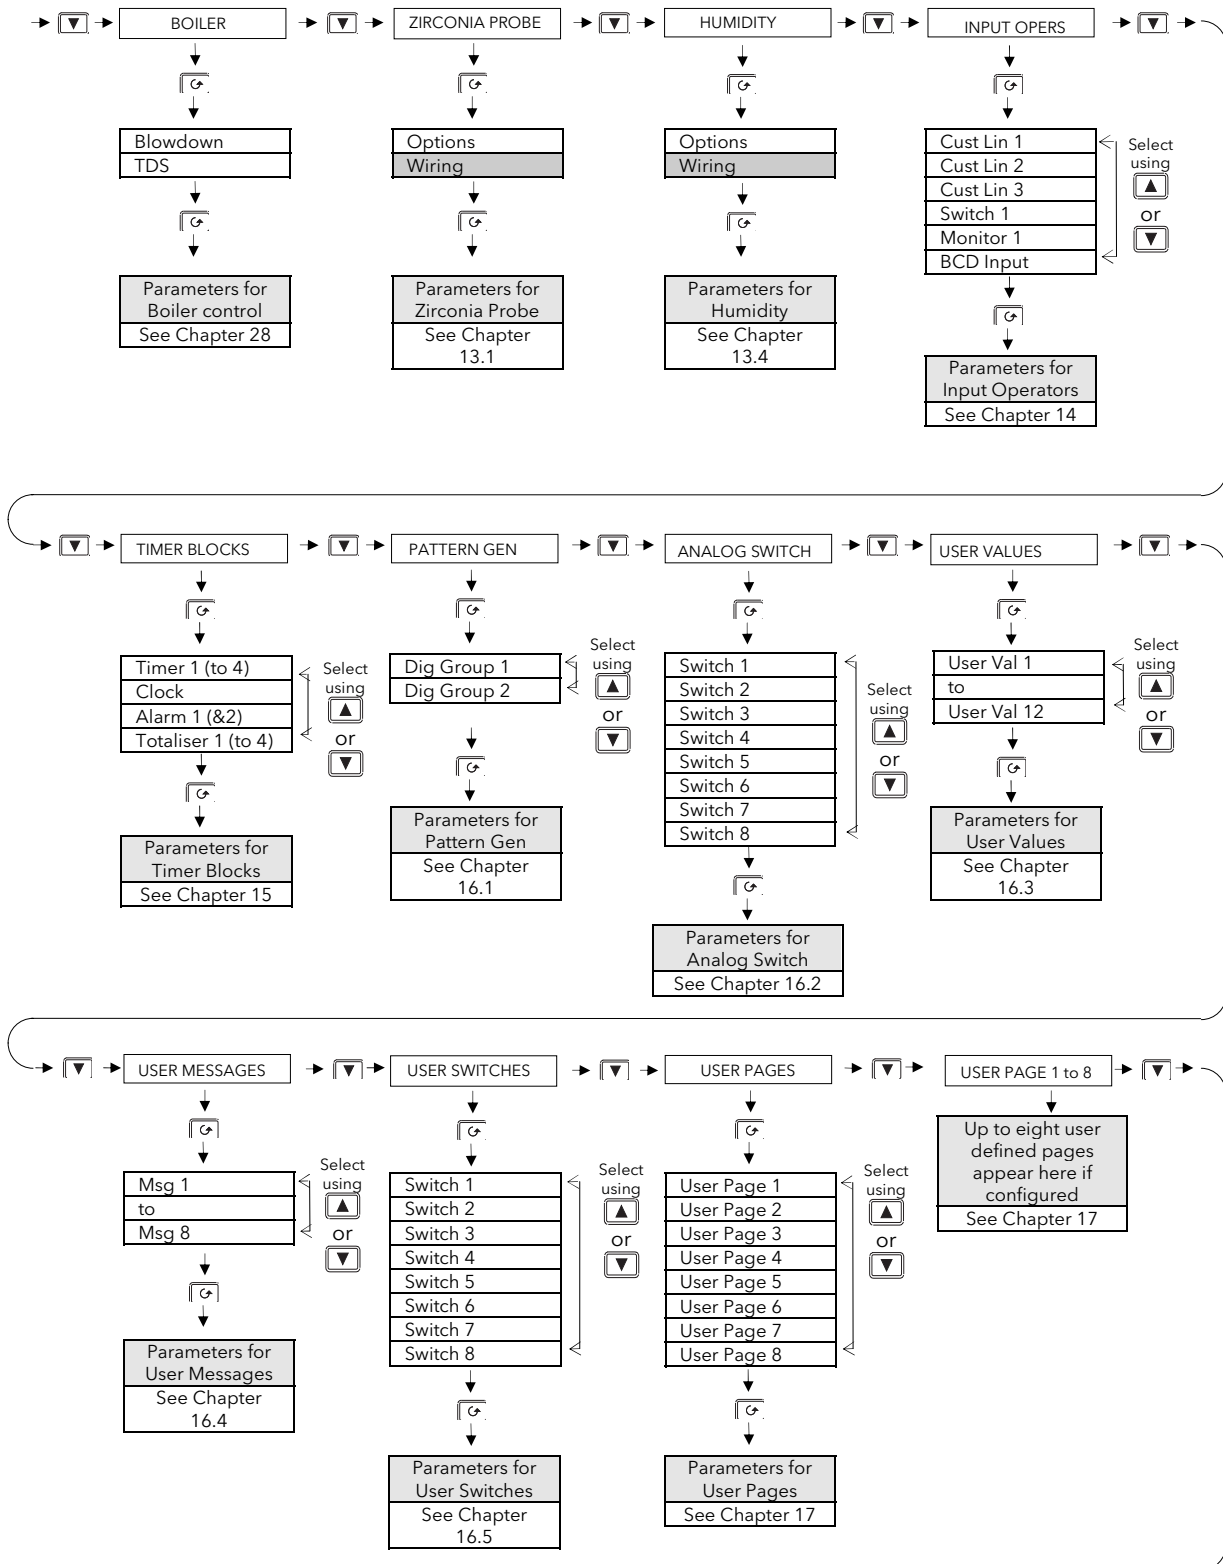 BOILER
ZIRCONIA PROBE
HUMIDITY
INPUT OPERS
Blowdown
TDS
Parameters for
Boiler control
See Chapter 28
Options
Wiring
Parameters for
Zirconia Probe
See Chapter
13.1
Options
Wiring
Parameters for
Humidity
See Chapter
13.4
Cust Lin 1
Cust Lin 2
Cust Lin 3
Switch 1
Monitor 1
BCD Input
Select
using
or
Parameters for
Input Operators
See Chapter 14
TIMER BLOCKS
PATTERN GEN
ANALOG SWITCH
USER VALUES
Timer 1 (to 4)
Clock
Alarm 1 (&2)
Totaliser 1 (to 4)
Select
using
or
Parameters for
Timer Blocks
See Chapter 15
Dig Group 1
Dig Group 2
Select
using
or
Parameters for
Pattern Gen
See Chapter
16.1
Switch 1
Switch 2
Switch 3
Switch 4
Switch 5
Switch 6
Switch 7
Switch 8
Select
using
or
Parameters for
Analog Switch
See Chapter 16.2
User Val 1
to
User Val 12
Select
using
or
Parameters for
User Values
See Chapter
16.3
USER MESSAGES
USER SWITCHES
USER PAGES
USER PAGE 1 to 8
Msg 1
to
Msg 8
Select
using
or
Parameters for
User Messages
See Chapter
16.4
Switch 1
Switch 2
Switch 3
Switch 4
Switch 5
Switch 6
Switch 7
Switch 8
Select
using
or
Parameters for
User Switches
See Chapter
16.5
User Page 1
User Page 2
User Page 3
User Page 4
User Page 5
User Page 6
User Page 7
User Page 8
Select
using
or
Parameters for
User Pages
See Chapter 17
Up to eight user
defined pages
appear here if
configured
See Chapter 17